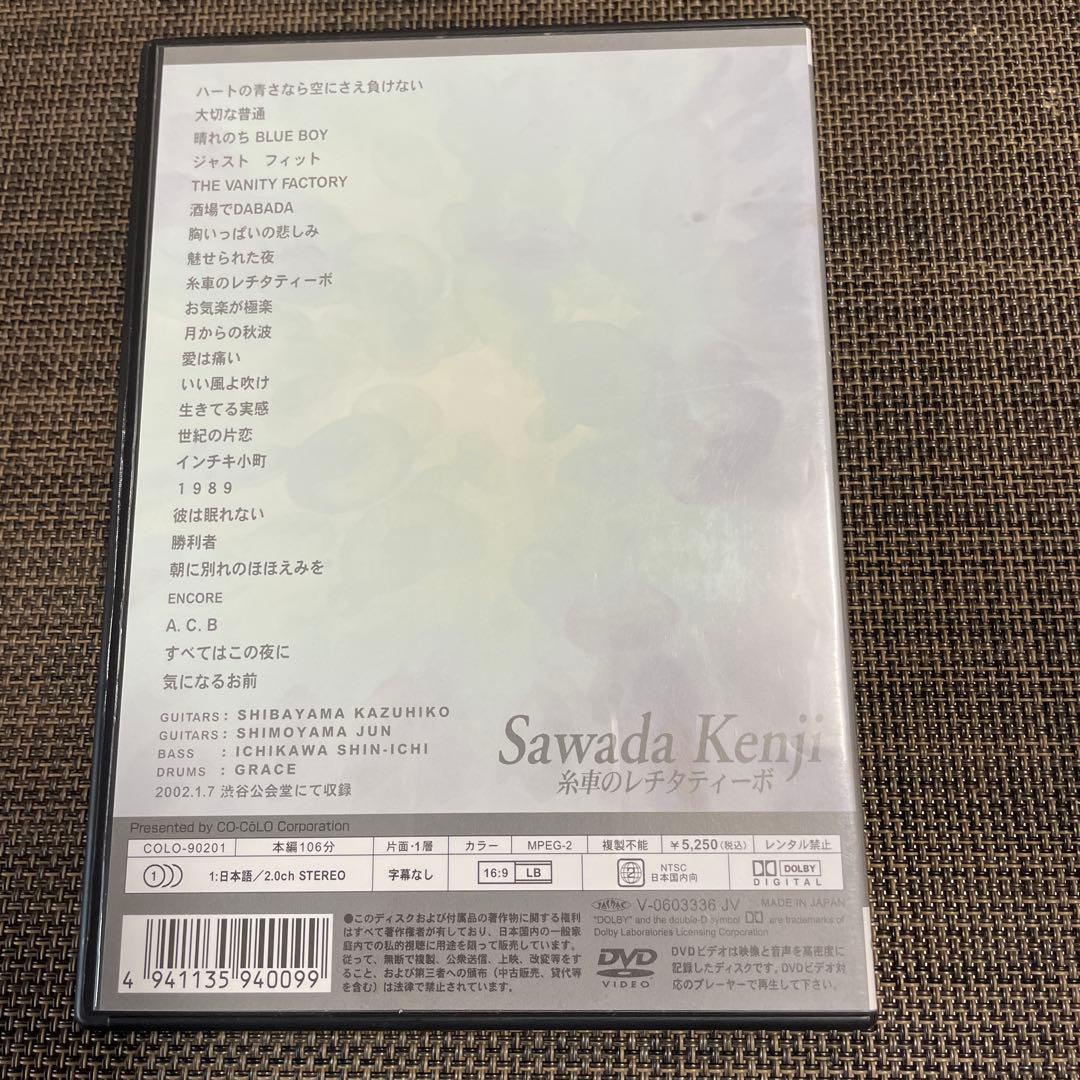 ハートの青さなら空にさえ負けない
大切な普通
晴れのち BLUE BOY
ジャスト　フィット
THE VANITY FACTORY
酒場でDABADA
胸いっぱいの悲しみ
魅せられた夜
糸車のレチタティーボ
お気楽が極楽
月からの秋波
愛は痛い
いい風よ吹け
生きてる実感
世紀の片恋
インチキ小町
１９８９
彼は眠れない
勝利者
朝に別れのほほえみを
ENCORE
A. C. B
すべてはこの夜に
気になるお前
GUITARS : SHIBAYAMA KAZUHIKO
GUITARS : SHIMOYAMA JUN
BASS : ICHIKAWA SHIN-ICHI
DRUMS : GRACE
2002.1.7 渋谷公会堂にて収録
Sawada Kenji
糸車のレチタティーボ
Presented by CO-CōLO Corporation
COLO-90201 本編106分 片面・1層 カラー MPEG-2 複製不能 ¥5,250(税込) レンタル禁止
1 1:日本語／2.0ch STEREO 字幕なし 16:9 LB 2 NTSC 日本国内向 DOLBY DIGITAL
V-0603336 JV MADE IN JAPAN
"DOLBY" and the double-D symbol are trademarks of
Dolby Laboratories Licensing Corporation
4 941135 940099
●このディスクおよび付属品の著作物に関する権利
はすべて著作権者が有しており、日本国内の一般家
庭内での私的視聴に用途を限って販売しています。
従って、無断で複製、公衆送信、上映、改変等をす
ること、および第三者への頒布（中古販売、貸代等
を含む）は法律で禁止されています。
DVD VIDEO
DVDビデオは映像と音声を高密度に
記録したディスクです。DVDビデオ対
応のプレーヤーで再生して下さい。